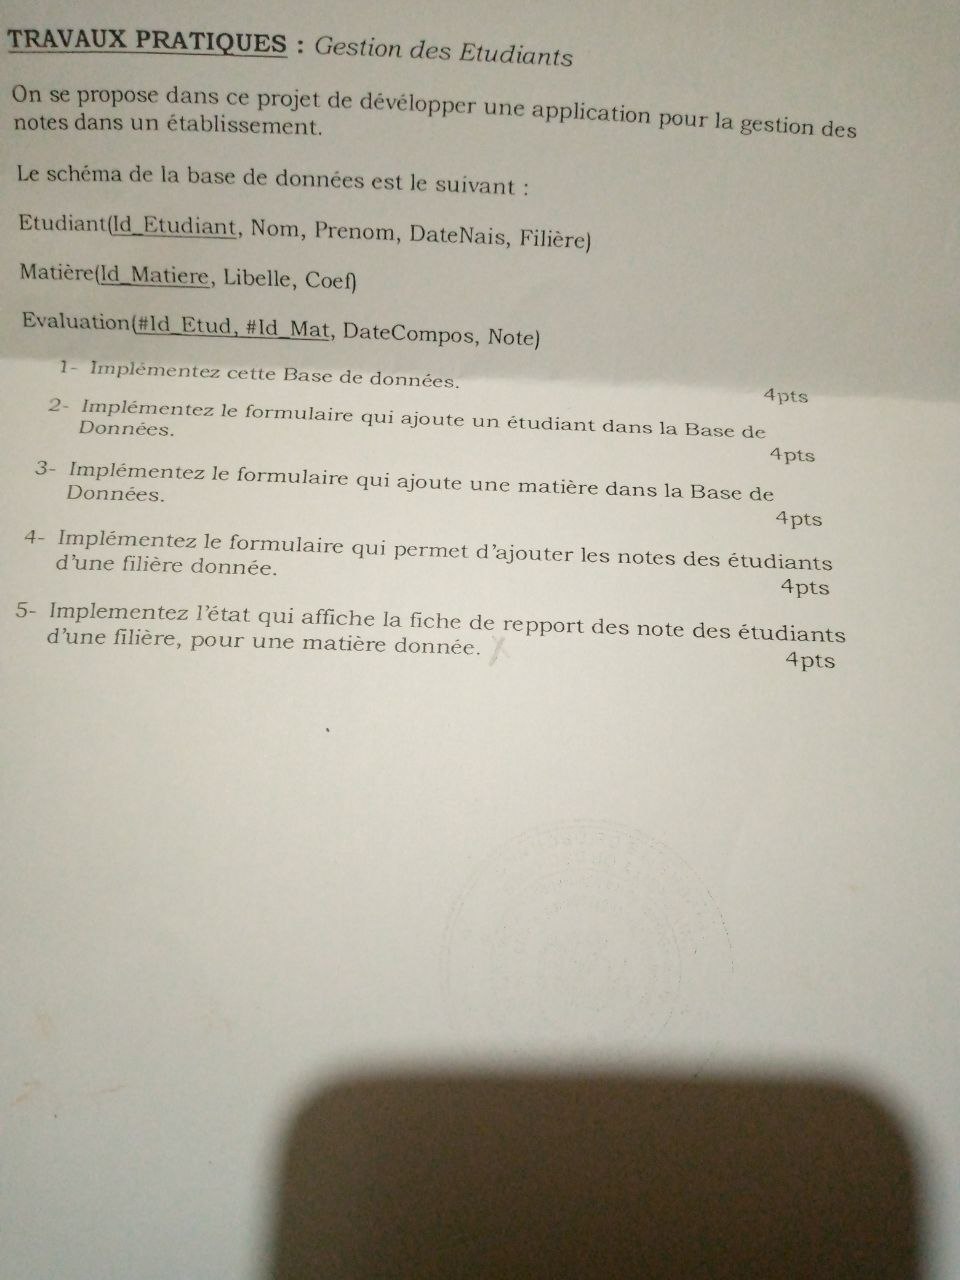 TRAVAUX PRATIQUES : Gestion des Etudiants
On se propose dans ce projet de dévélopper une application pour la gestion des
notes dans un établissement.
Le schéma de la base de données est le suivant :
Etudiant(Id_Etudiant, Nom, Prenom, DateNais, Filière)
Matière(Id_Matiere, Libelle, Coef)
Evaluation(#Id_Etud, #Id_Mat, DateCompos, Note)
1- Implémentez cette Base de données.
4pts
2- Implémentez le formulaire qui ajoute un étudiant dans la Base de
Données.
4pts
3- Implémentez le formulaire qui ajoute une matière dans la Base de
Données.
4pts
4- Implémentez le formulaire qui permet d'ajouter les notes des étudiants
d'une filière donnée.
4pts
5- Implementez l'état qui affiche la fiche de repport des note des étudiants
d'une filière, pour une matière donnée.
4pts